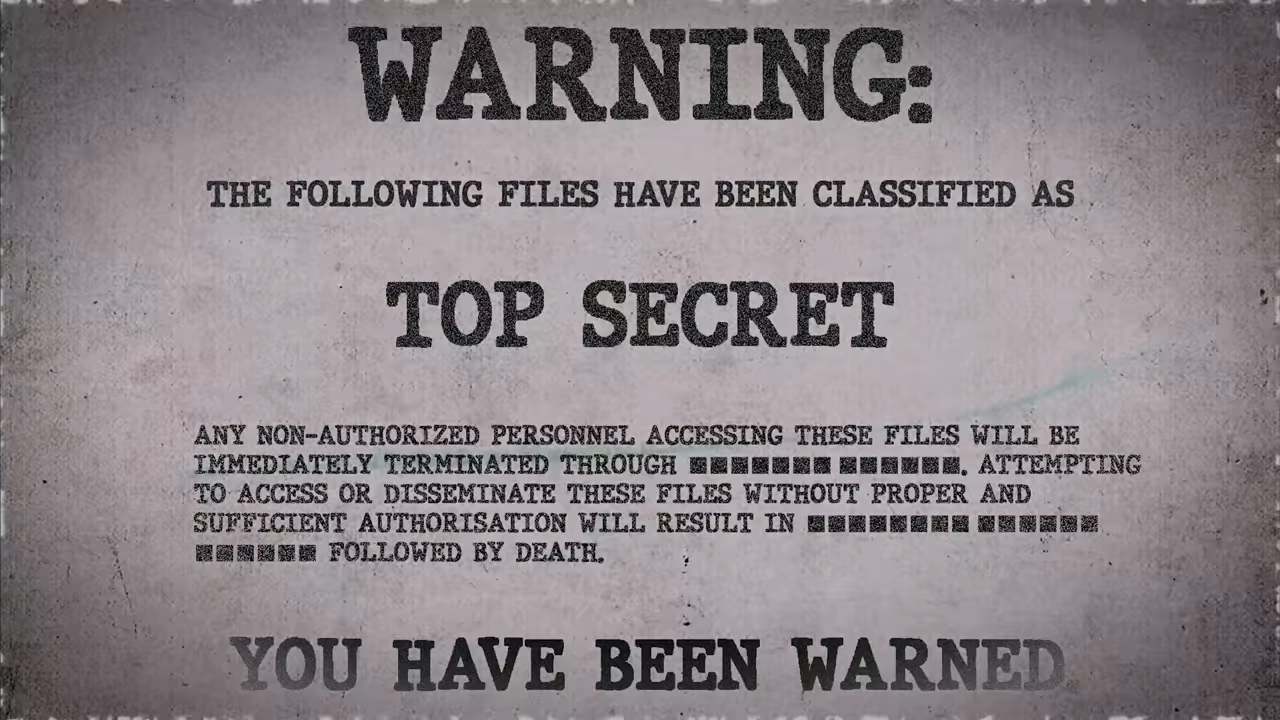 WARNING:
THE FOLLOWING FILES HAVE BEEN CLASSIFIED AS
TOP SECRET
ANY NON-AUTHORIZED PERSONNEL ACCESSING THESE FILES WILL BE
IMMEDIATELY TERMINATED THROUGH ■■■■■■■ ■■■■■■. ATTEMPTING
TO ACCESS OR DISSEMINATE THESE FILES WITHOUT PROPER AND
SUFFICIENT AUTHORISATION WILL RESULT IN ■■■■■■■■ ■■■■■■
■■■■■■ FOLLOWED BY DEATH.
YOU HAVE BEEN WARNED.